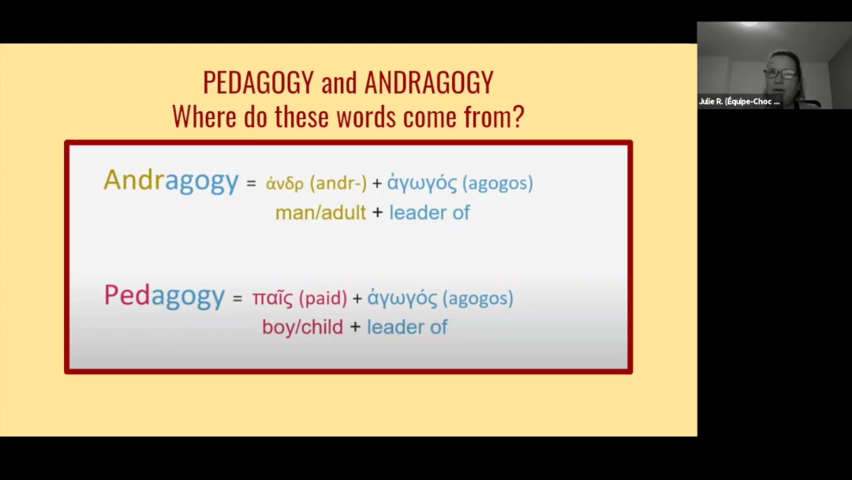 PEDAGOGY and ANDRAGOGY
Where do these words come from?
Andragogy = άνδρ (andr-) + ἀγωγός (agogos)
man/adult + leader of
Pedagogy = παῖς (paid) + ἀγωγός (agogos)
boy/child + leader of
Julie R. (Équipe-Choc ...